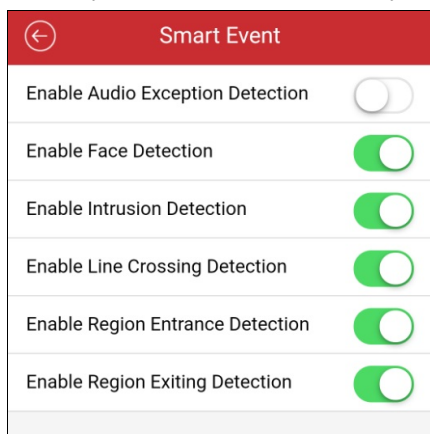 Smart Event
Enable Audio Exception Detection
Enable Face Detection
Enable Intrusion Detection
Enable Line Crossing Detection
Enable Region Entrance Detection
Enable Region Exiting Detection